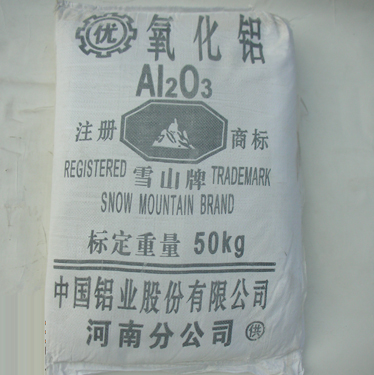 优 氧化铝
Al2O3
注册 商标
REGISTERED 雪山牌 TRADEMARK
SNOW MOUNTAIN BRAND
标定重量 50kg
中国铝业股份有限公司
河南分公司 供